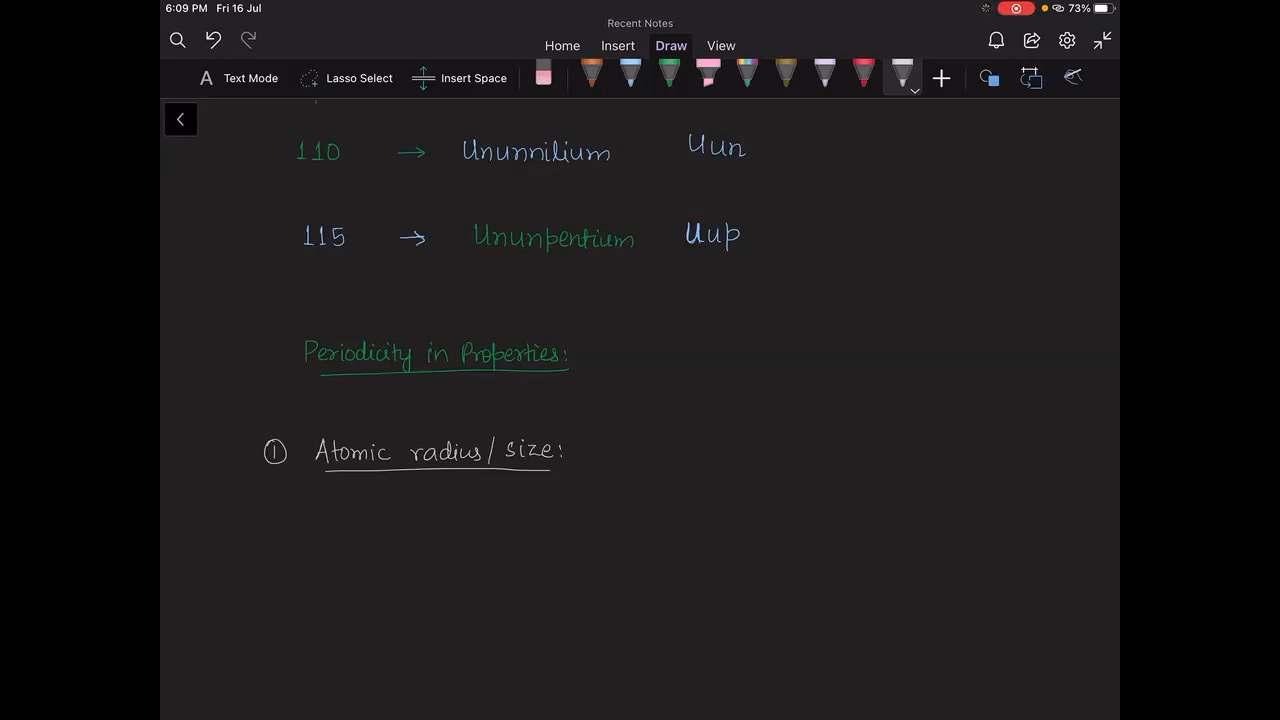 6:09 PM Fri 16 Jul 73%
Recent Notes
Home Insert Draw View
Text Mode Lasso Select Insert Space
110 → Ununnilium Uun
115 → Ununpentium Uup
Periodicity in Properties:
① Atomic radius/size: